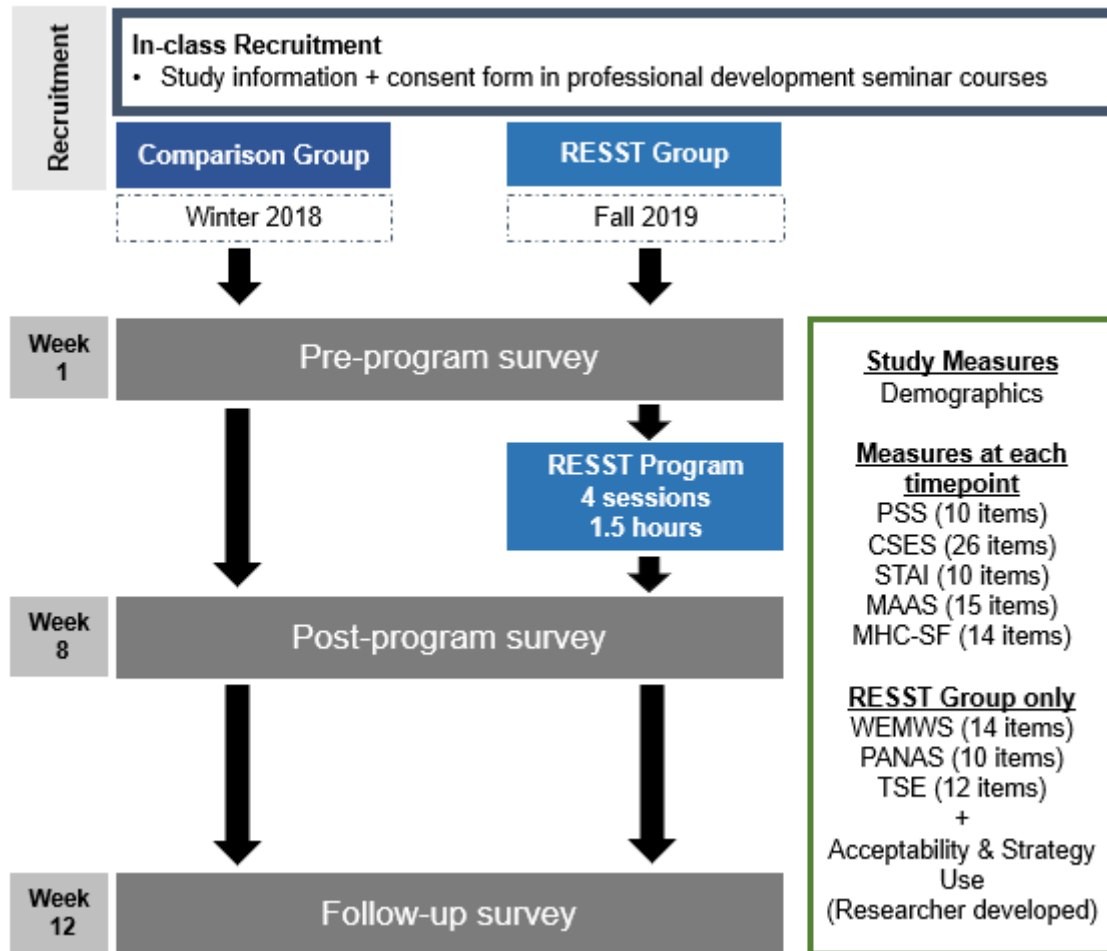 Recruitment
In-class Recruitment
• Study information + consent form in professional development seminar courses
Comparison Group
RESST Group
Winter 2018
Fall 2019
Week
1
Pre-program survey
RESST Program
4 sessions
1.5 hours
Week
8
Post-program survey
Week
12
Follow-up survey
Study Measures
Demographics
Measures at each
timepoint
PSS (10 items)
CSES (26 items)
STAI (10 items)
MAAS (15 items)
MHC-SF (14 items)
RESST Group only
WEMWS (14 items)
PANAS (10 items)
TSE (12 items)
+
Acceptability & Strategy
Use
(Researcher developed)